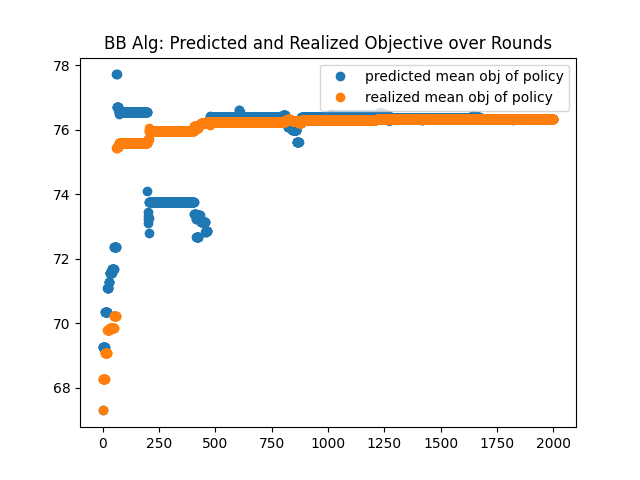 BB Alg: Predicted and Realized Objective over Rounds
predicted mean obj of policy
realized mean obj of policy
78
76
74
72
70
68
0 250 500 750 1000 1250 1500 1750 2000